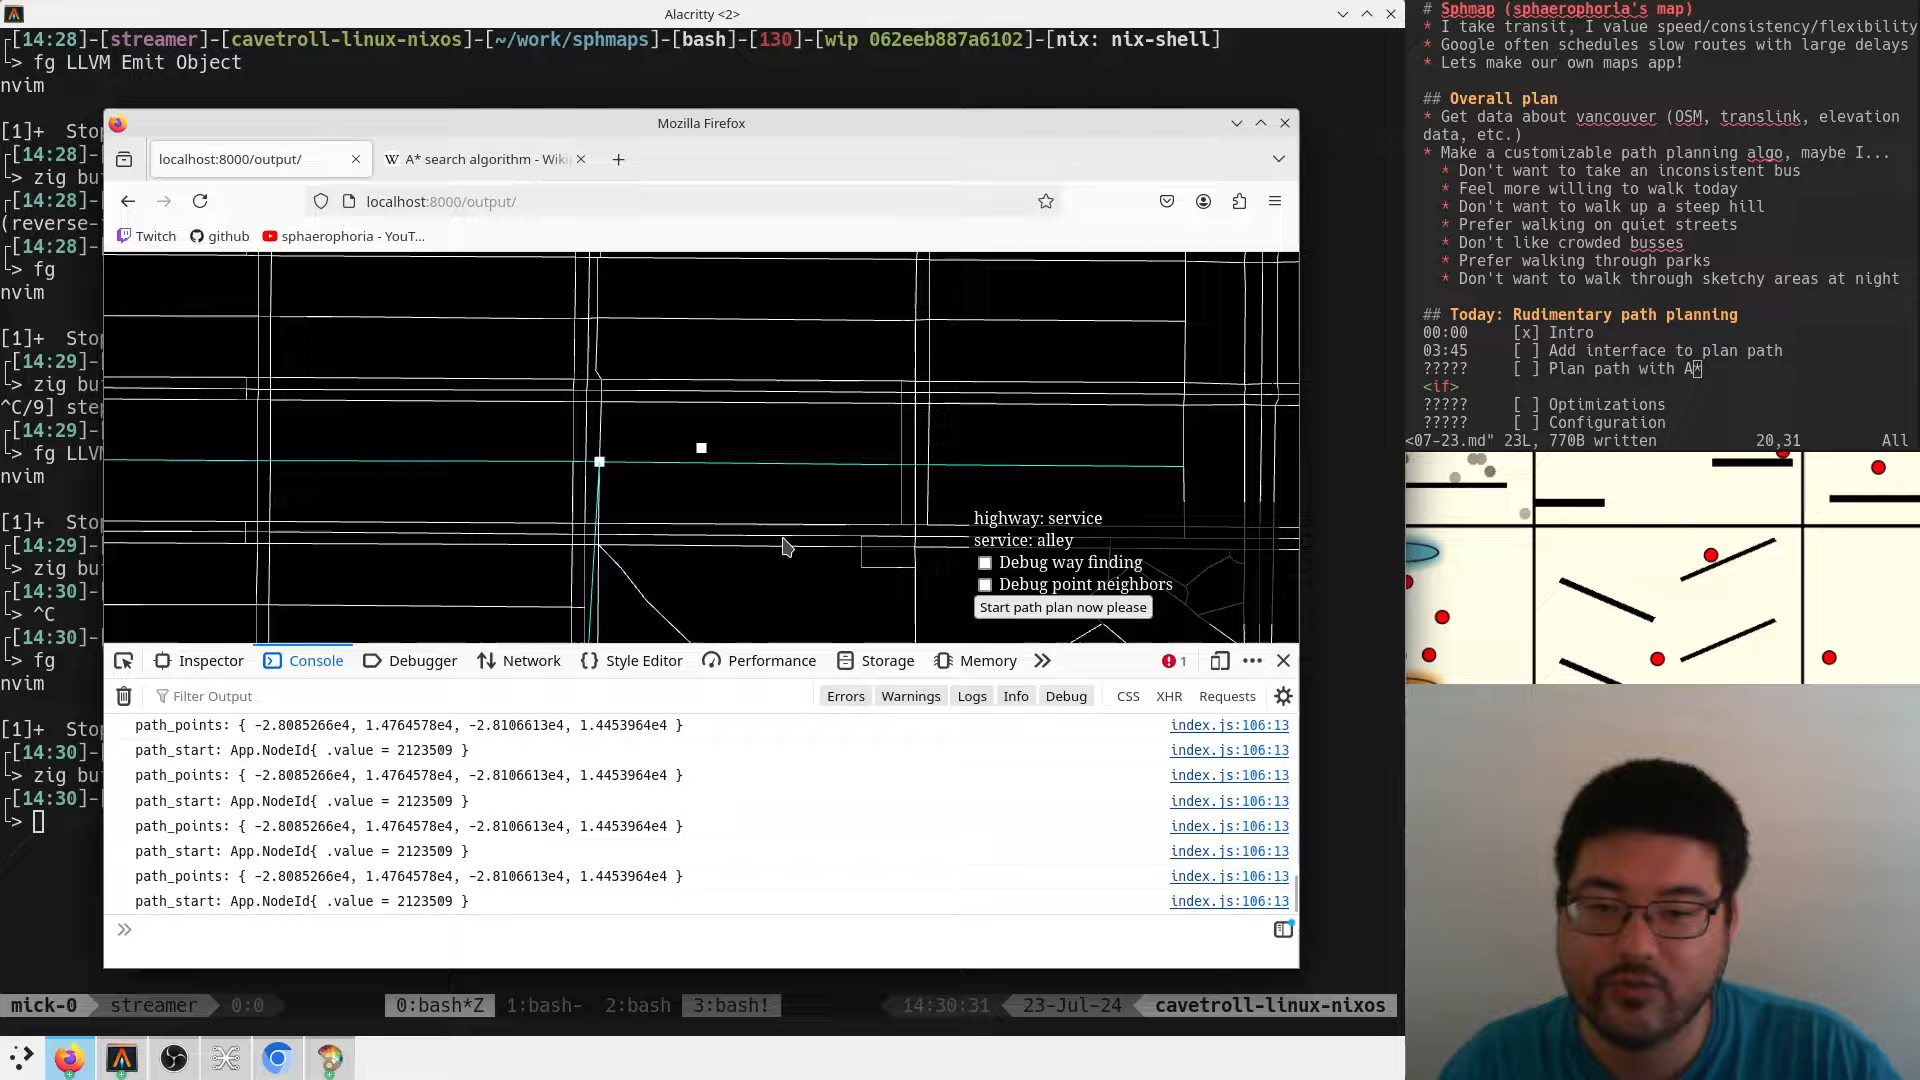 Alacritty <2>
┌[14:28]-[streamer]-[cavetroll-linux-nixos]-[~/work/sphmaps]-[bash]-[130]-[wip 062eeb887a6102]-[nix: nix-shell]
└> fg LLVM Emit Object
nvim
[1]+  Sto
┌[14:28]-[
└> zig bu
┌[14:28]-[
(reverse-
┌[14:28]-[
└> fg
nvim
[1]+  Sto
┌[14:29]-[
└> zig bu
^C/9] ste
┌[14:29]-[
└> fg LLV
nvim
[1]+  Sto
┌[14:29]-[
└> zig bu
┌[14:30]-[
└> ^C
┌[14:30]-[
└> fg
nvim
[1]+  Sto
┌[14:30]-[
└> zig bu
┌[14:30]-[
└>
Mozilla Firefox
localhost:8000/output/
W A* search algorithm - Wiki
localhost:8000/output/
Twitch github sphaerophoria - YouT...
highway: service
service: alley
Debug way finding
Debug point neighbors
Start path plan now please
Inspector Console Debugger Network Style Editor Performance Storage Memory 1
Filter Output Errors Warnings Logs Info Debug CSS XHR Requests
path_points: { -2.8085266e4, 1.4764578e4, -2.8106613e4, 1.4453964e4 } index.js:106:13
path_start: App.NodeId{ .value = 2123509 } index.js:106:13
path_points: { -2.8085266e4, 1.4764578e4, -2.8106613e4, 1.4453964e4 } index.js:106:13
path_start: App.NodeId{ .value = 2123509 } index.js:106:13
path_points: { -2.8085266e4, 1.4764578e4, -2.8106613e4, 1.4453964e4 } index.js:106:13
path_start: App.NodeId{ .value = 2123509 } index.js:106:13
path_points: { -2.8085266e4, 1.4764578e4, -2.8106613e4, 1.4453964e4 } index.js:106:13
path_start: App.NodeId{ .value = 2123509 } index.js:106:13
mick-0 streamer 0:0 0:bash*Z 1:bash- 2:bash 3:bash! 14:30:31 23-Jul-24 cavetroll-linux-nixos
# Sphmap (sphaerophoria's map)
* I take transit, I value speed/consistency/flexibility
* Google often schedules slow routes with large delays
* Lets make our own maps app!
## Overall plan
* Get data about vancouver (OSM, translink, elevation
data, etc.)
* Make a customizable path planning algo, maybe I...
* Don't want to take an inconsistent bus
* Feel more willing to walk today
* Don't want to walk up a steep hill
* Prefer walking on quiet streets
* Don't like crowded busses
* Prefer walking through parks
* Don't want to walk through sketchy areas at night
## Today: Rudimentary path planning
00:00 [x] Intro
03:45 [ ] Add interface to plan path
????? [ ] Plan path with A*
<if>
????? [ ] Optimizations
????? [ ] Configuration
<07-23.md" 23L, 770B written 20,31 All